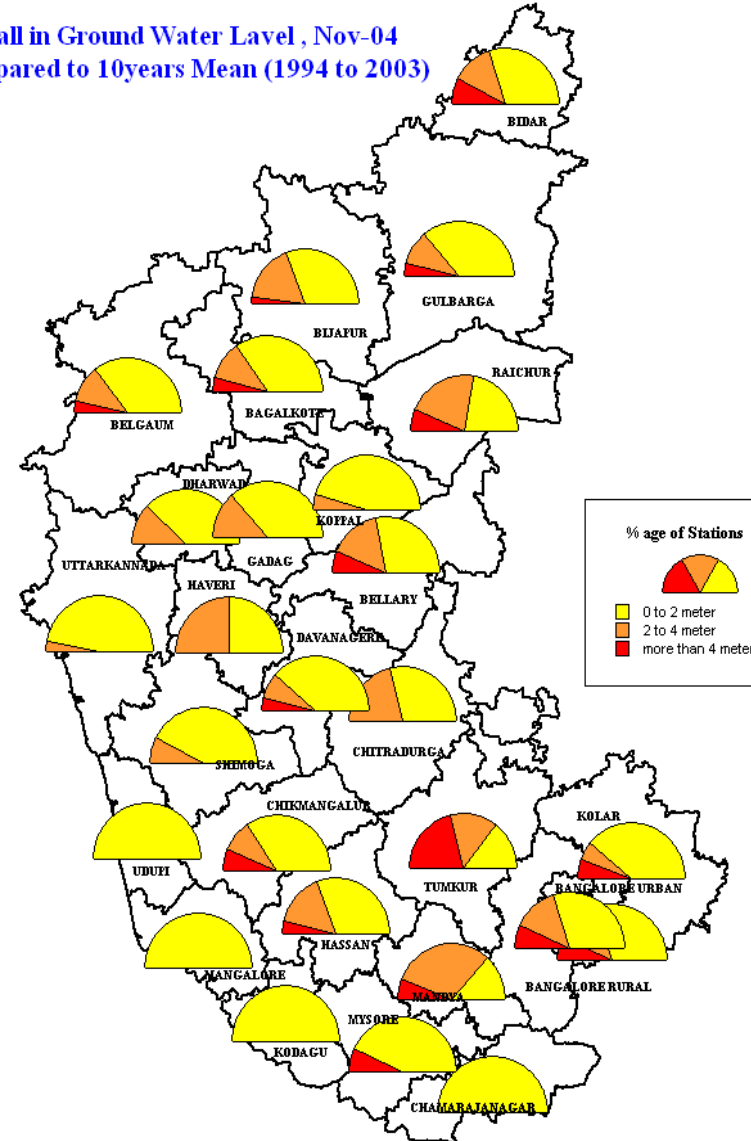 all in Ground Water Lavel , Nov-04
pared to 10years Mean (1994 to 2003)
BIDAR
GULBARGA
BIJAPUR
RAICHUR
BAGALKOTE
BELGAUM
DHARWAD
KOPPAL
GADAG
UTTARKANNADA
HAVERI
BELLARY
DAVANAGERE
CHITRADURGA
SHIMOGA
CHIKMANGALUR
KOLAR
UDUPI
TUMKUR
BANGALORE URBAN
HASSAN
MANGALORE
BANGALORE RURAL
MANDYA
MYSORE
KODAGU
CHAMARAJANAGAR
% age of Stations
0 to 2 meter
2 to 4 meter
more than 4 meter